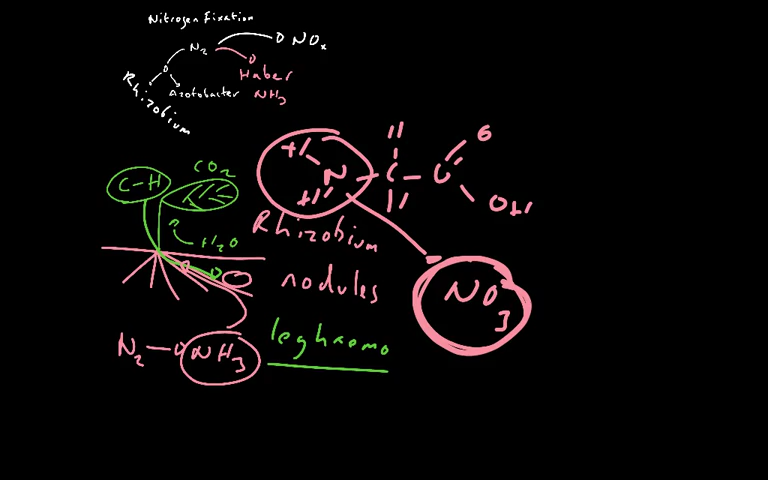 Nitrogen Fixation
N2 NOx
Haber
NH3
Rhizobium
Azotobacter
H O
H N C C
H H OH
CO2
C-H
H2O
Rhizobium
nodules
NO3
N2 NH3
leghaemo